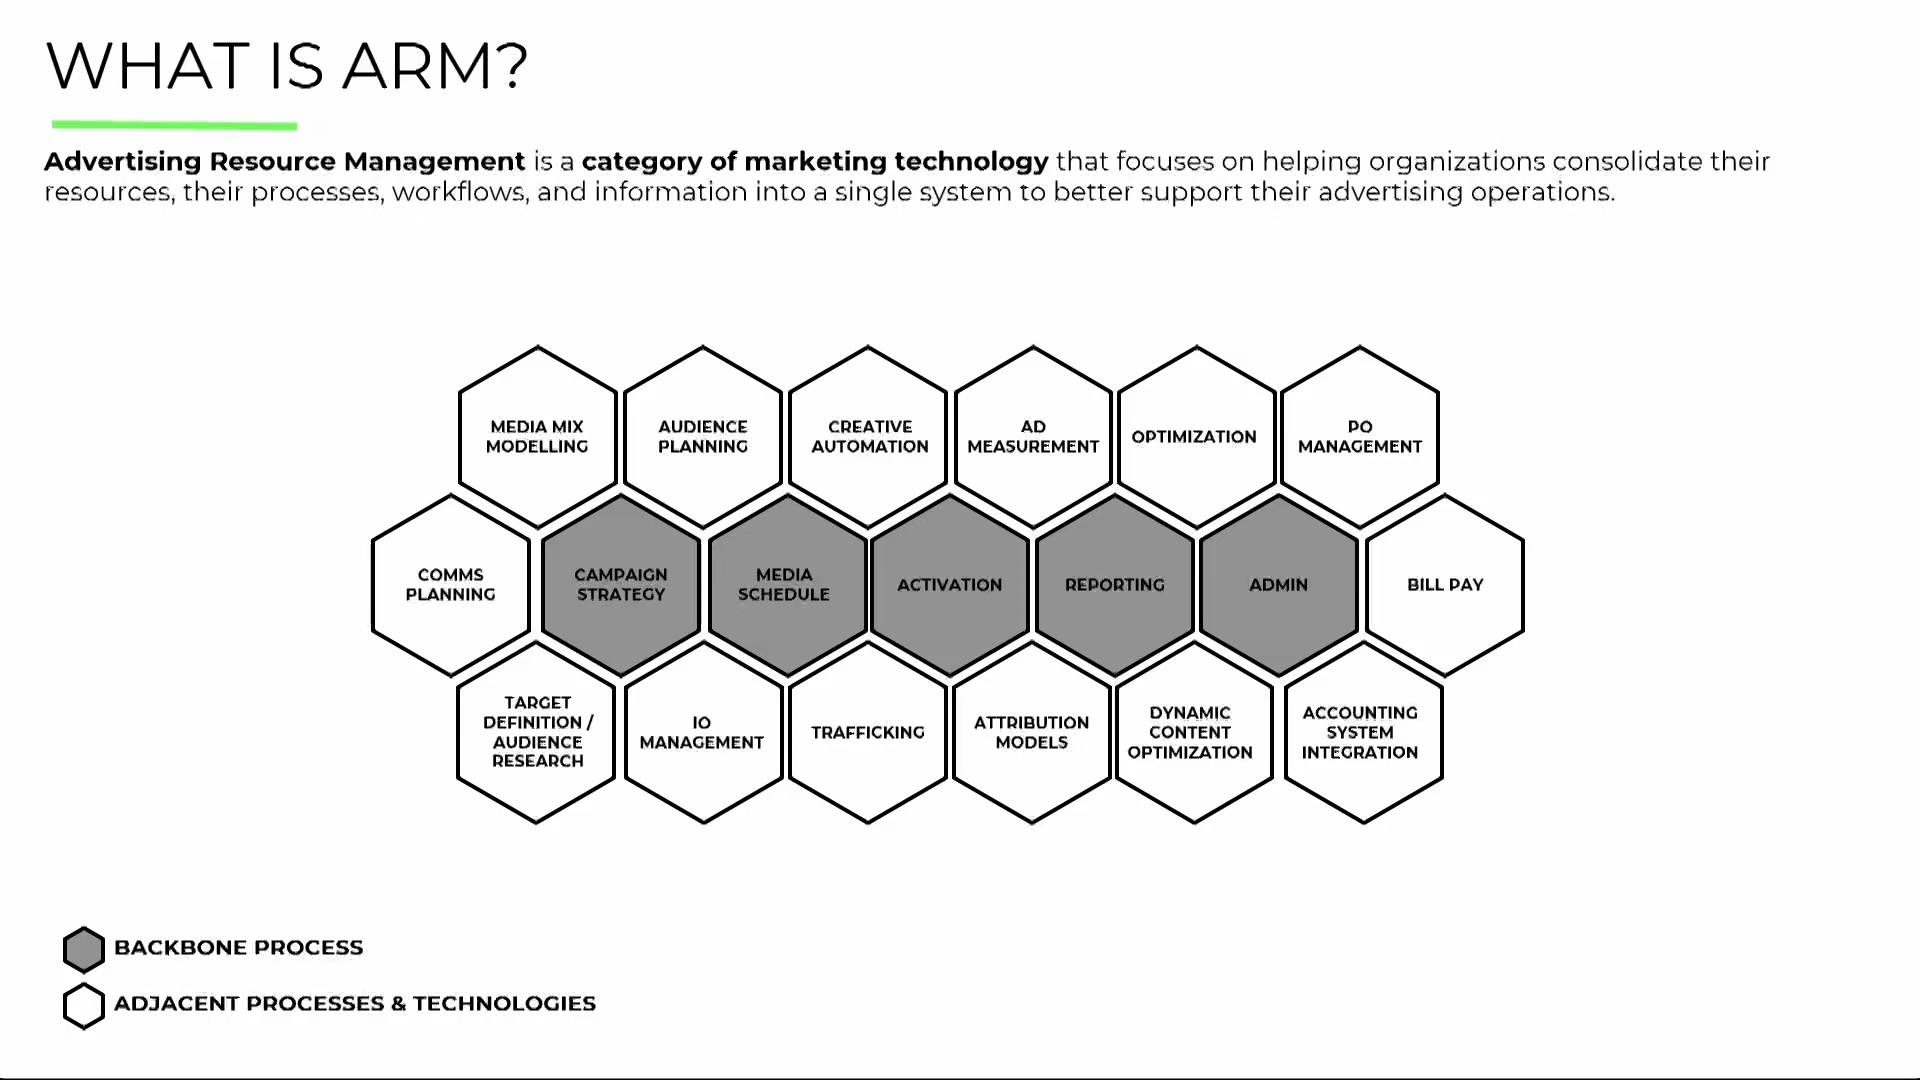 WHAT IS ARM?
Advertising Resource Management is a category of marketing technology that focuses on helping organizations consolidate their
resources, their processes, workflows, and information into a single system to better support their advertising operations.
MEDIA MIX
MODELLING
AUDIENCE
PLANNING
CREATIVE
AUTOMATION
AD
MEASUREMENT
OPTIMIZATION
PO
MANAGEMENT
COMMS
PLANNING
CAMPAIGN
STRATEGY
MEDIA
SCHEDULE
ACTIVATION
REPORTING
ADMIN
BILL PAY
TARGET
DEFINITION /
AUDIENCE
RESEARCH
IO
MANAGEMENT
TRAFFICKING
ATTRIBUTION
MODELS
DYNAMIC
CONTENT
OPTIMIZATION
ACCOUNTING
SYSTEM
INTEGRATION
BACKBONE PROCESS
ADJACENT PROCESSES & TECHNOLOGIES